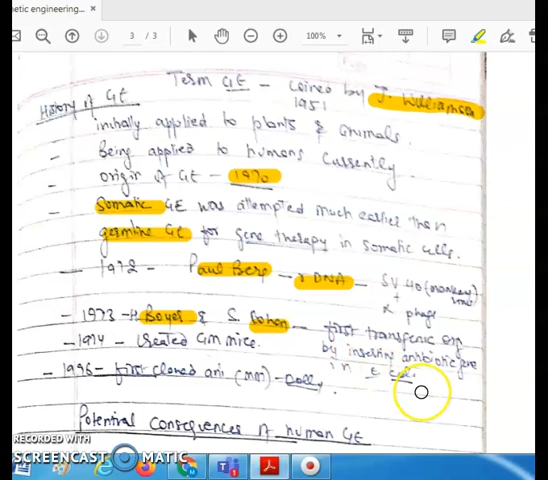 netic engineering...
3 / 3
100%
Term GE - coined by J. Williamson
1951
History of GE
initially applied to plants & animals.
- Being applied to humans currently.
- origin of GE - 1970
- Somatic GE was attempted much earlier then
germline GE for gene therapy in somatic cells.
- 1972 - Paul Berg - rDNA - SV 40 (monkey)
+
phage
- 1973 - H. Boyer & S. Cohen - first transgenic org
by inserting antibiotic gene
in E. coli.
- 1974 - created GM mice.
- 1996 - first cloned ani (mm) - Dolly.
Potential Consequences of human GE
RECORDED WITH
SCREENCAST MATIC